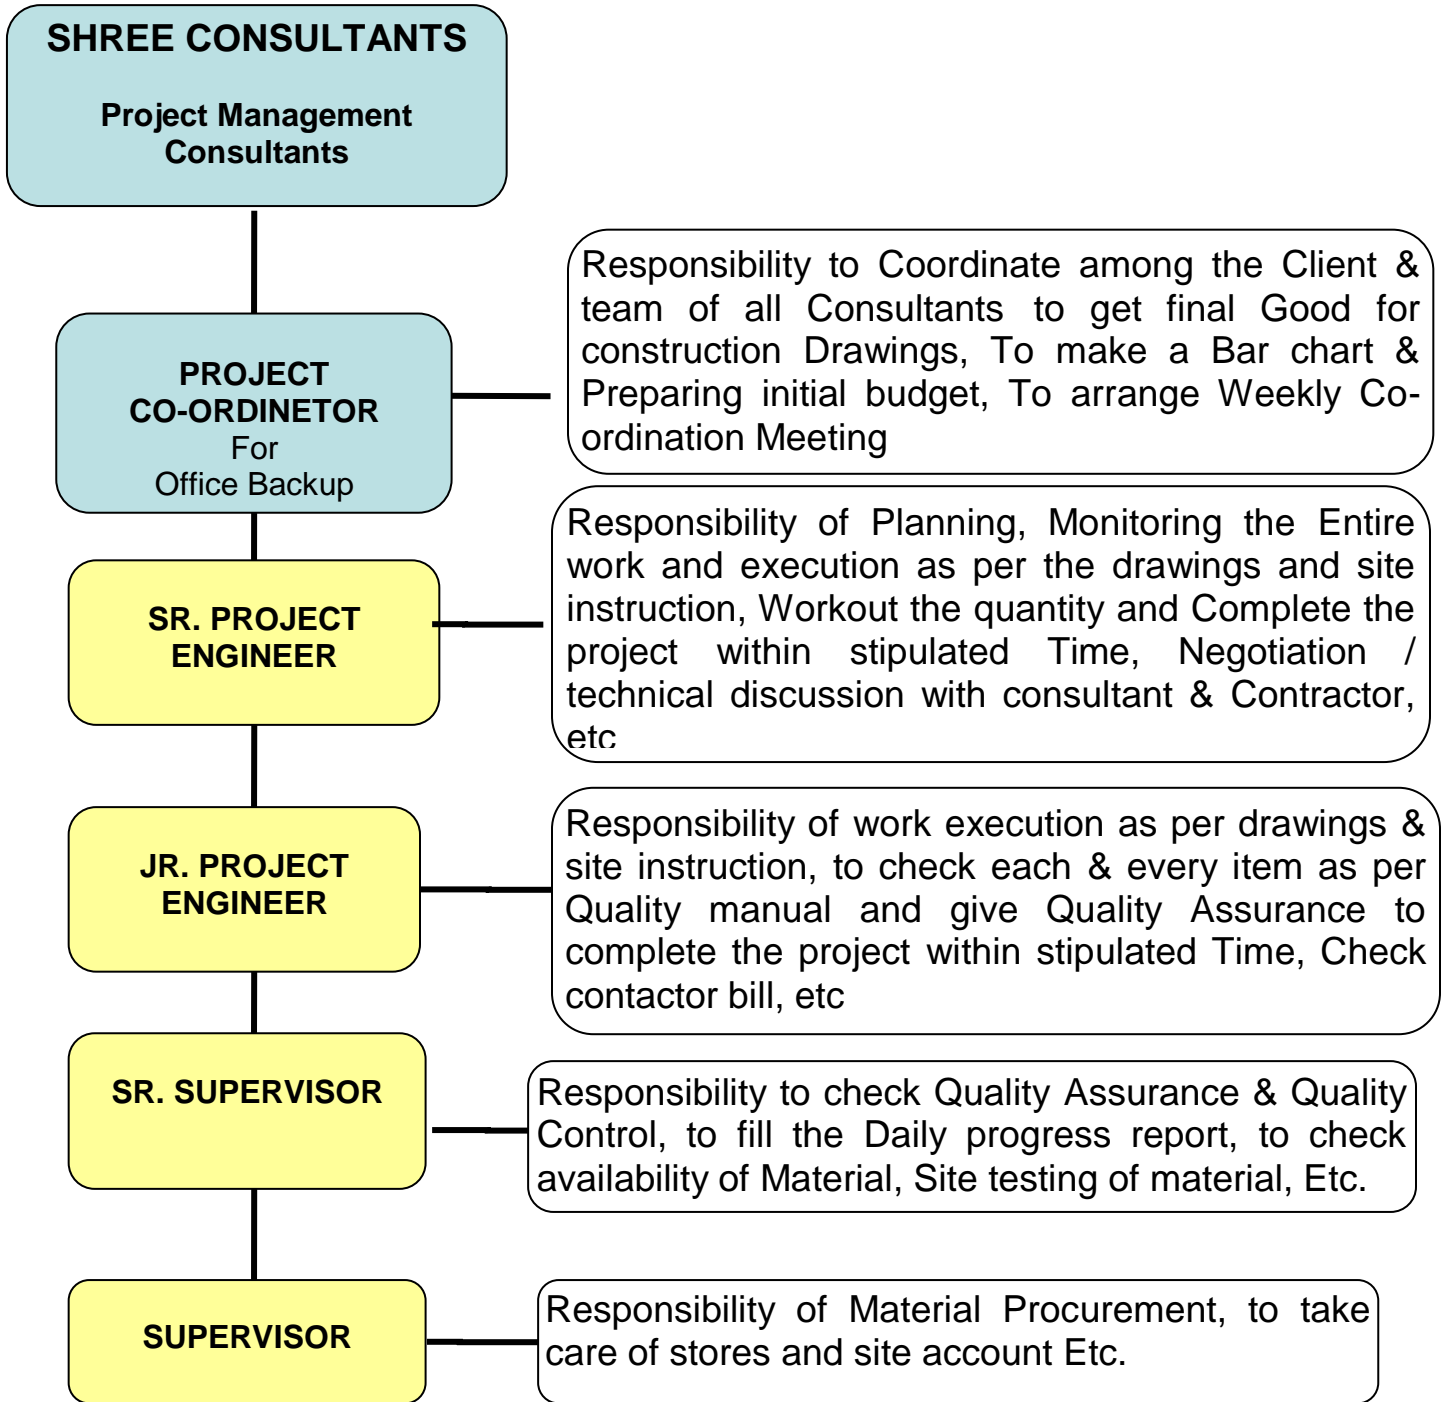 SHREE CONSULTANTS
Project Management
Consultants
Responsibility to Coordinate among the Client &
team of all Consultants to get final Good for
construction Drawings, To make a Bar chart &
Preparing initial budget, To arrange Weekly Co-
ordination Meeting
PROJECT
CO-ORDINETOR
For
Office Backup
Responsibility of Planning, Monitoring the Entire
work and execution as per the drawings and site
instruction, Workout the quantity and Complete the
project within stipulated Time, Negotiation /
technical discussion with consultant & Contractor,
etc
SR. PROJECT
ENGINEER
Responsibility of work execution as per drawings &
site instruction, to check each & every item as per
Quality manual and give Quality Assurance to
complete the project within stipulated Time, Check
contactor bill, etc
JR. PROJECT
ENGINEER
SR. SUPERVISOR
Responsibility to check Quality Assurance & Quality
Control, to fill the Daily progress report, to check
availability of Material, Site testing of material, Etc.
SUPERVISOR
Responsibility of Material Procurement, to take
care of stores and site account Etc.